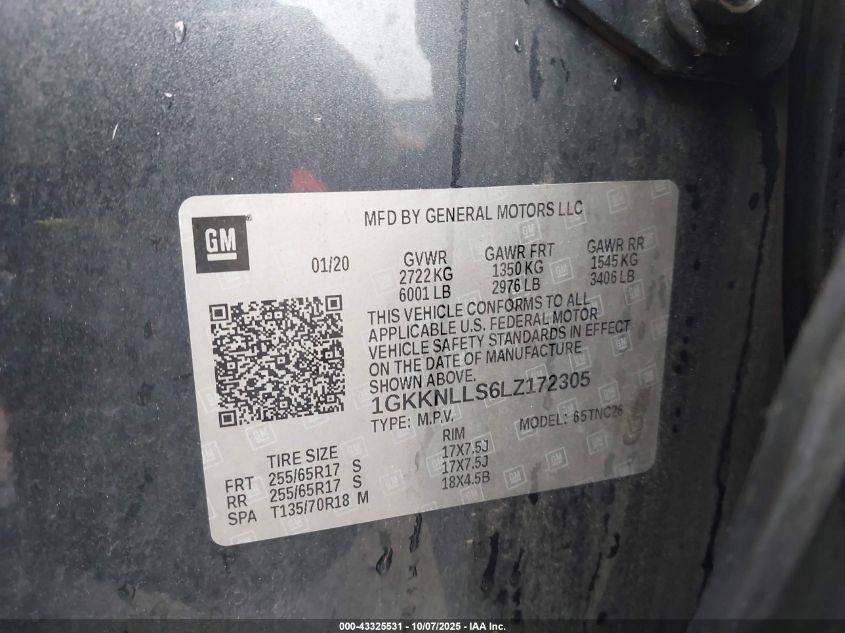 GM
MFD BY GENERAL MOTORS LLC
01/20
GVWR GAWR FRT GAWR RR
2722 KG 1350 KG 1545 KG
6001 LB 2976 LB 3406 LB
THIS VEHICLE CONFORMS TO ALL
APPLICABLE U.S. FEDERAL MOTOR
VEHICLE SAFETY STANDARDS IN EFFECT
ON THE DATE OF MANUFACTURE
SHOWN ABOVE.
1GKKNLLS6LZ172305
TYPE: M.P.V. MODEL: 6STNC26
TIRE SIZE RIM
FRT 255/65R17 S 17X7.5J
RR 255/65R17 S 17X7.5J
SPA T135/70R18 M 18X4.5B
000-43325531 - 10/07/2025 - IAA Inc.